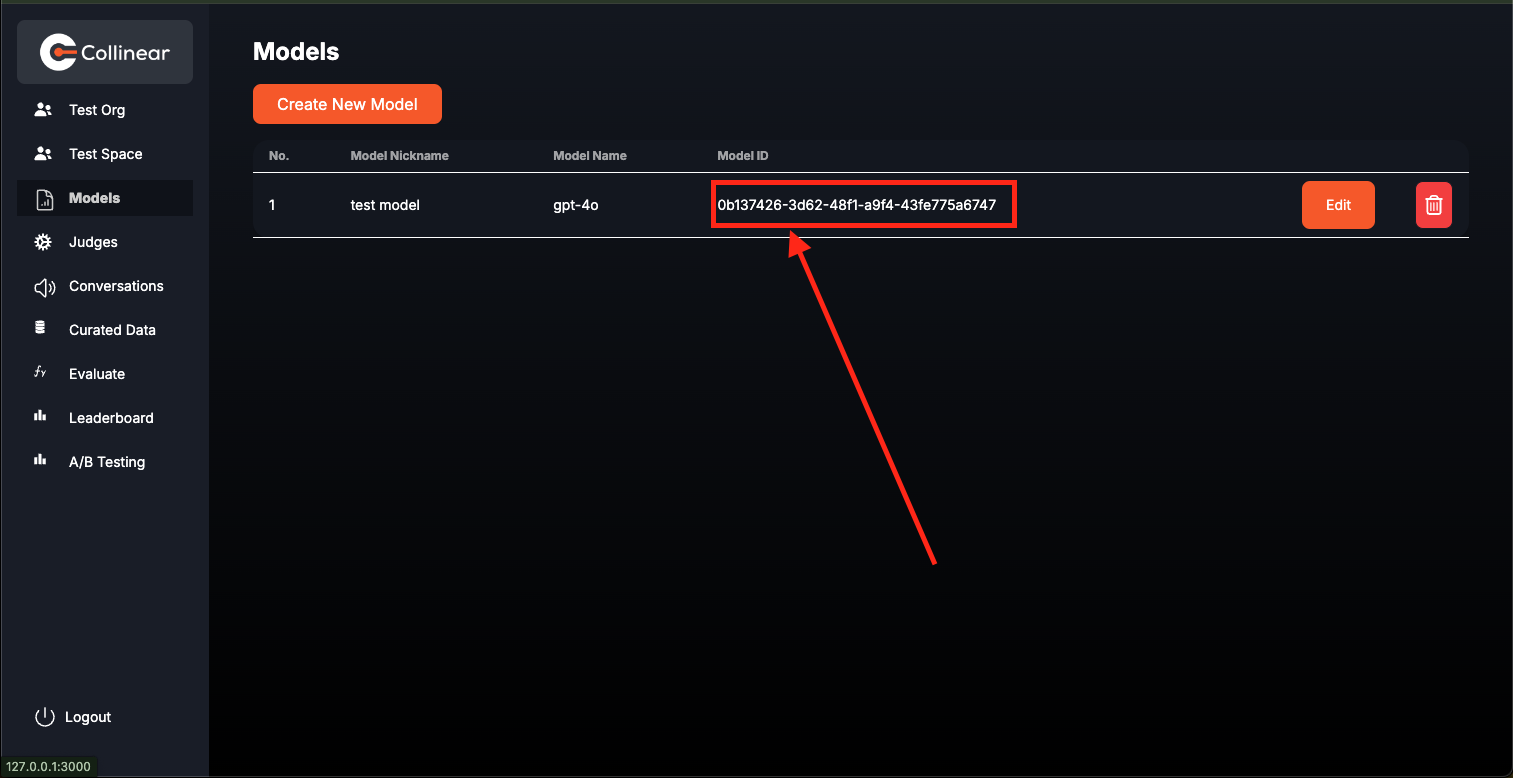 Collinear
Test Org
Test Space
Models
Judges
Conversations
Curated Data
Evaluate
Leaderboard
A/B Testing
Logout
127.0.0.1:3000
Models
Create New Model
No. Model Nickname Model Name Model ID
1 test model gpt-4o 0b137426-3d62-48f1-a9f4-43fe775a6747 Edit